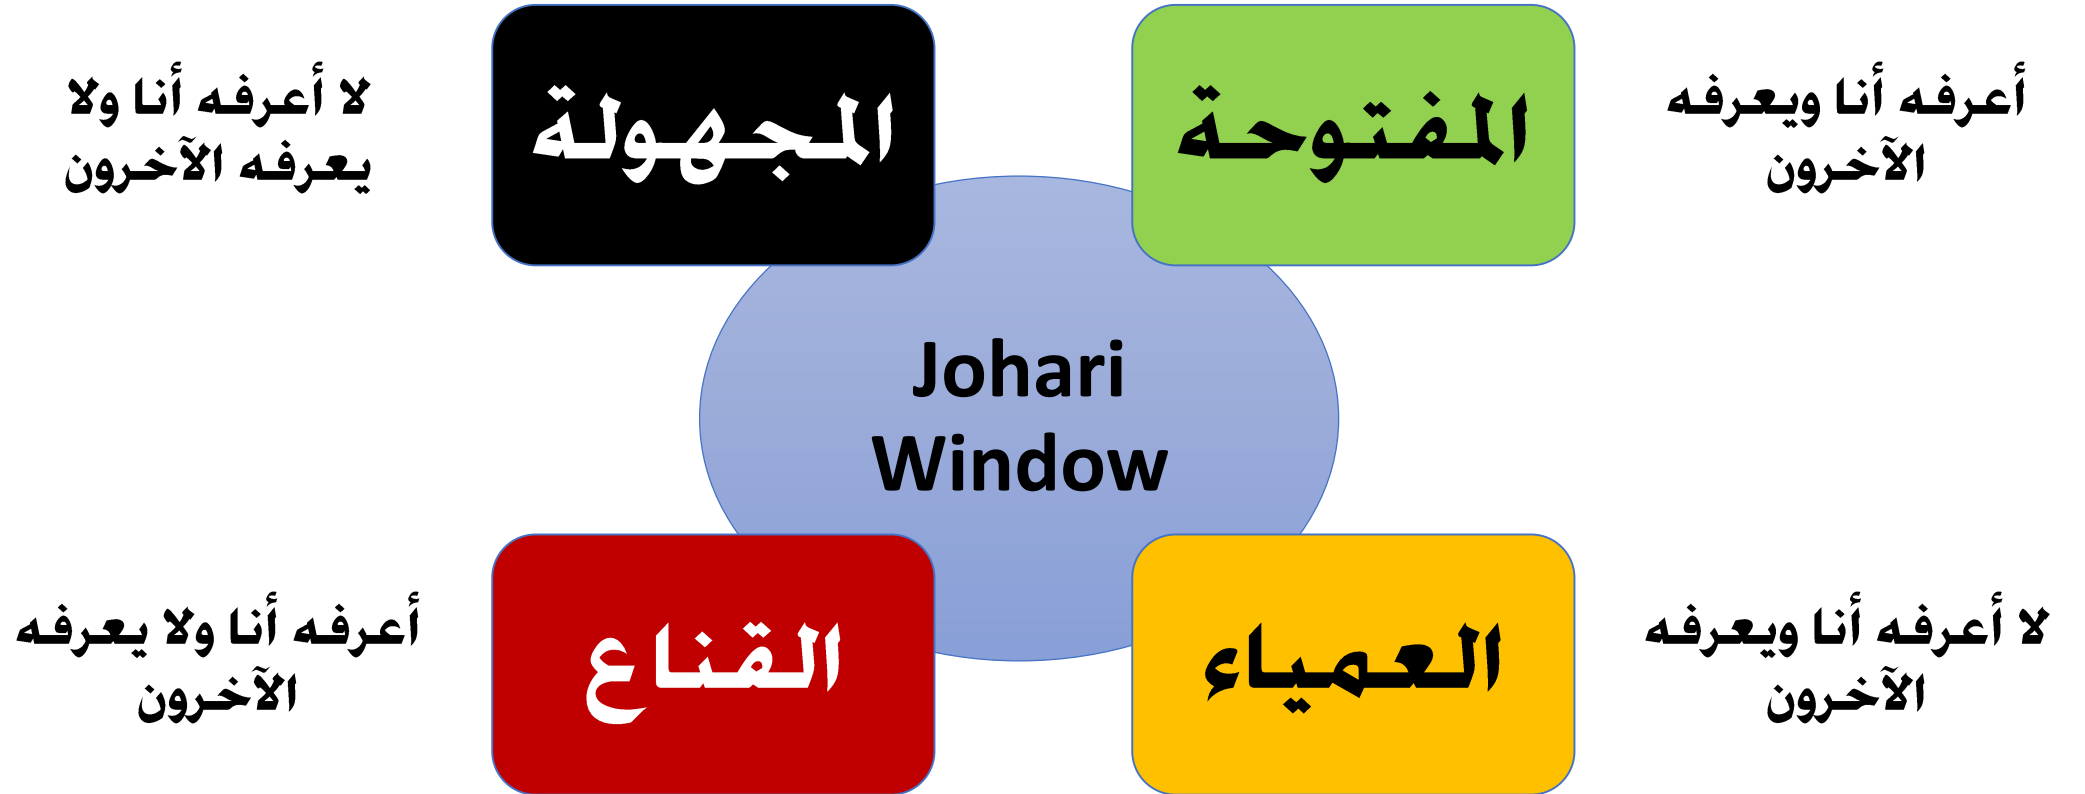 المفتوحة
أعرفه أنا ويعرفه
الآخرون
المجهولة
لا أعرفه أنا ولا
يعرفه الآخرون
Johari
Window
العمياء
لا أعرفه أنا ويعرفه
الآخرون
القناع
أعرفه أنا ولا يعرفه
الآخرون